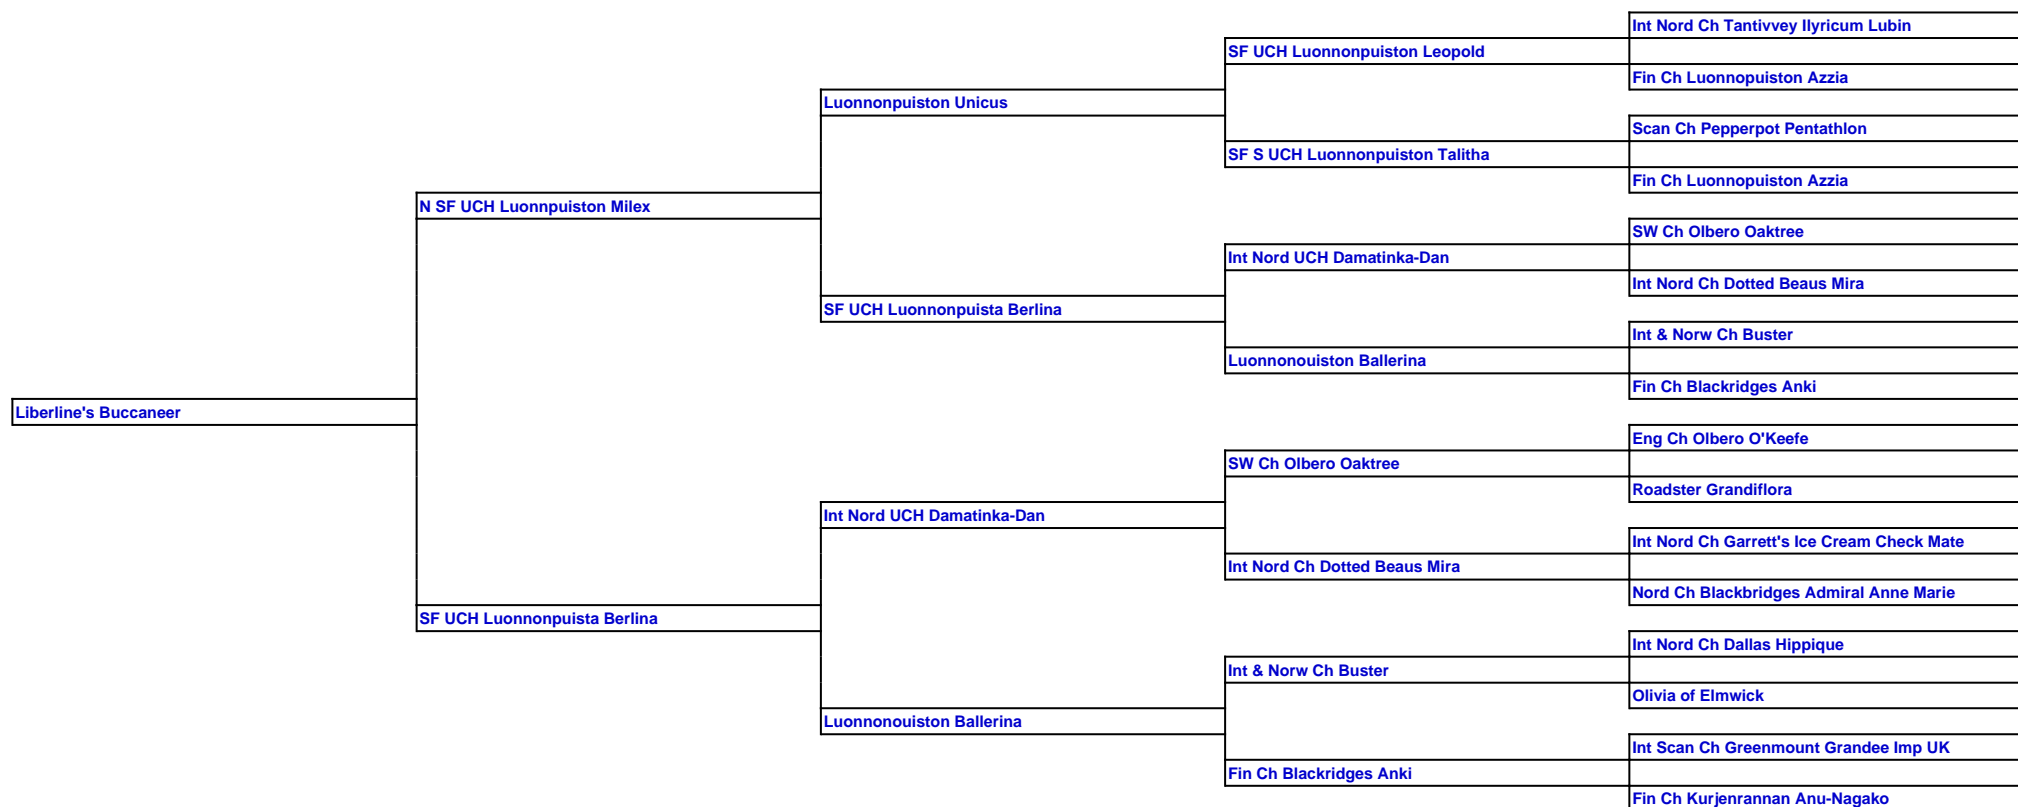 Int Nord Ch Tantivvey Ilyricum Lubin
SF UCH Luonnonpuiston Leopold
Fin Ch Luonnopuiston Azzia
Luonnonpuiston Unicus
Scan Ch Pepperpot Pentathlon
SF S UCH Luonnonpuiston Talitha
Fin Ch Luonnopuiston Azzia
N SF UCH Luonnpuiston Milex
SW Ch Olbero Oaktree
Int Nord UCH Damatinka-Dan
Int Nord Ch Dotted Beaus Mira
SF UCH Luonnonpuista Berlina
Int & Norw Ch Buster
Luonnonouiston Ballerina
Fin Ch Blackridges Anki
Liberline's Buccaneer
Eng Ch Olbero O'Keefe
SW Ch Olbero Oaktree
Roadster Grandiflora
Int Nord UCH Damatinka-Dan
Int Nord Ch Garrett's Ice Cream Check Mate
Int Nord Ch Dotted Beaus Mira
Nord Ch Blackbridges Admiral Anne Marie
SF UCH Luonnonpuista Berlina
Int Nord Ch Dallas Hippique
Int & Norw Ch Buster
Olivia of Elmwick
Luonnonouiston Ballerina
Int Scan Ch Greenmount Grandee Imp UK
Fin Ch Blackridges Anki
Fin Ch Kurjenrannan Anu-Nagako